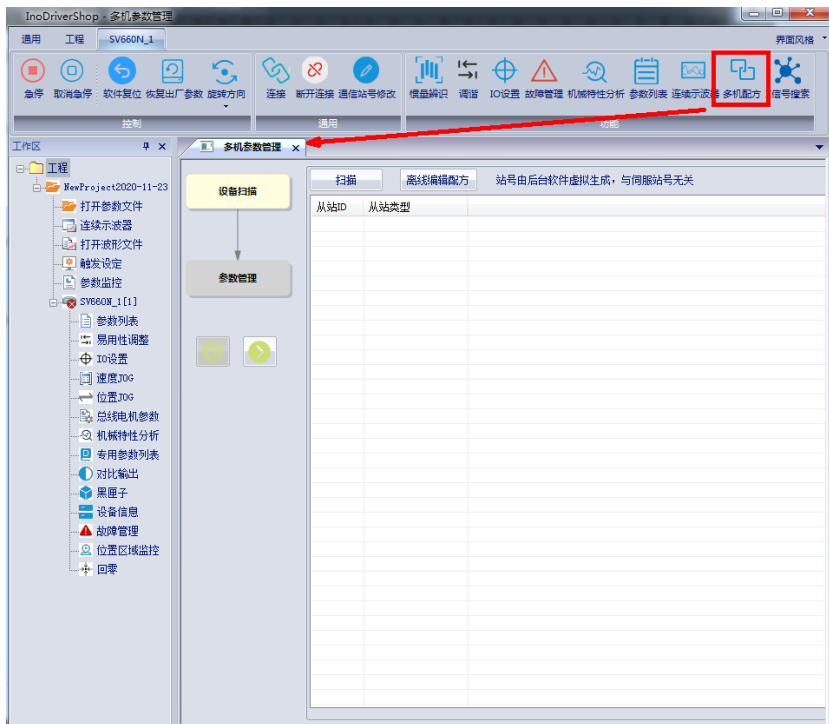 InoDriverShop - 多机参数管理
通用 工程 SV660N_1 界面风格
急停 取消急停 软件复位 恢复出厂参数 旋转方向 连接 断开连接 通信站号修改 惯量辨识 调谐 IO设置 故障管理 机械特性分析 参数列表 连续示波器 多机配方 信号搜索
控制 通用 功能
工作区 多机参数管理
工程
NewProject2020-11-23
打开参数文件
连续示波器
打开波形文件
触发设定
参数监控
SV660N_1[1]
参数列表
易用性调整
IO设置
速度JOG
位置JOG
总线电机参数
机械特性分析
专用参数列表
对比输出
黑匣子
设备信息
故障管理
位置区域监控
回零
设备扫描
参数管理
扫描 离线编辑配方 站号由后台软件虚拟生成，与伺服站号无关
从站ID 从站类型